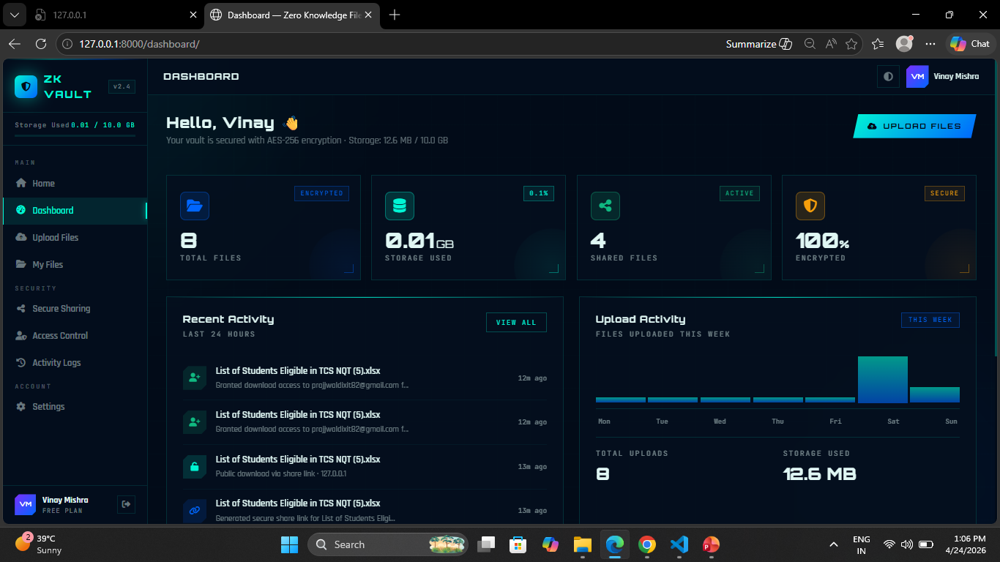 127.0.0.1
Dashboard — Zero Knowledge File
127.0.0.1:8000/dashboard/
Summarize
Chat
ZK
VAULT
v2.4
Storage Used 0.01 / 10.0 GB
MAIN
Home
Dashboard
Upload Files
My Files
SECURITY
Secure Sharing
Access Control
Activity Logs
ACCOUNT
Settings
VM
Vinay Mishra
FREE PLAN
DASHBOARD
VM
Vinay Mishra
Hello, Vinay 👋
Your vault is secured with AES-256 encryption · Storage: 12.6 MB / 10.0 GB
UPLOAD FILES
ENCRYPTED
8
TOTAL FILES
0.1%
0.01GB
STORAGE USED
ACTIVE
4
SHARED FILES
SECURE
100%
ENCRYPTED
Recent Activity
LAST 24 HOURS
VIEW ALL
List of Students Eligible in TCS NQT (5).xlsx
Granted download access to prajjwaldixit82@gmail.com f...
12m ago
List of Students Eligible in TCS NQT (5).xlsx
Granted download access to prajjwaldixit82@gmail.com f...
12m ago
List of Students Eligible in TCS NQT (5).xlsx
Public download via share link · 127.0.0.1
13m ago
List of Students Eligible in TCS NQT (5).xlsx
Generated secure share link for List of Students Eligi...
13m ago
Upload Activity
FILES UPLOADED THIS WEEK
THIS WEEK
Mon Tue Wed Thu Fri Sat Sun
TOTAL UPLOADS
8
STORAGE USED
12.6 MB
2
39°C
Sunny
Search
ENG
IN
1:06 PM
4/24/2026